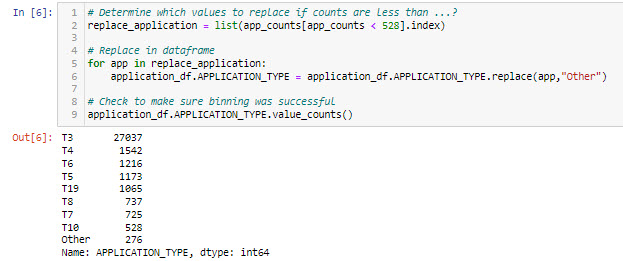 In [6]:
1 # Determine which values to replace if counts are less than ...?
2 replace_application = list(app_counts[app_counts < 528].index)
3
4 # Replace in dataframe
5 for app in replace_application:
6     application_df.APPLICATION_TYPE = application_df.APPLICATION_TYPE.replace(app,"Other")
7
8 # Check to make sure binning was successful
9 application_df.APPLICATION_TYPE.value_counts()
Out[6]:
T3 27037
T4 1542
T6 1216
T5 1173
T19 1065
T8 737
T7 725
T10 528
Other 276
Name: APPLICATION_TYPE, dtype: int64